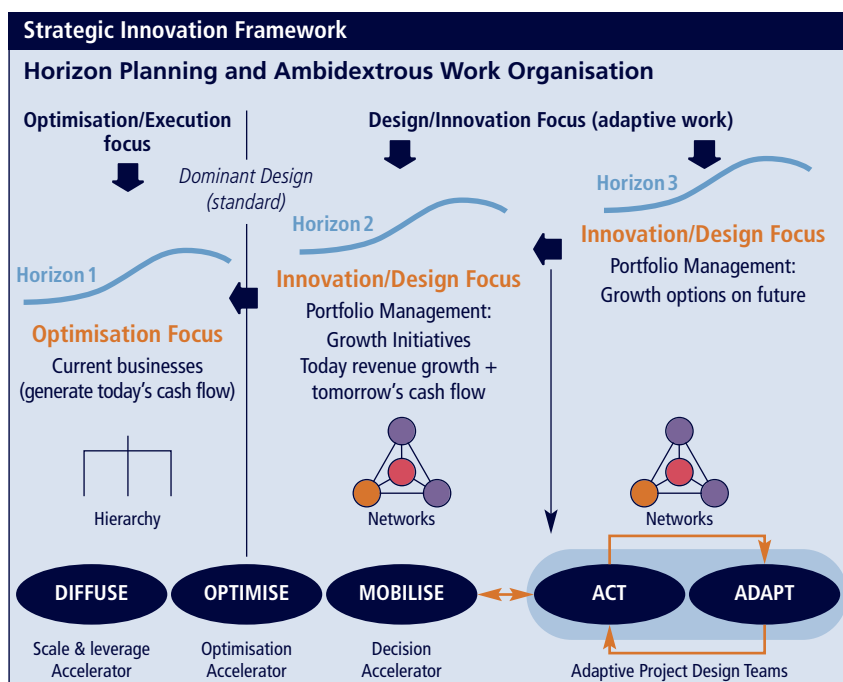 Strategic Innovation Framework
Horizon Planning and Ambidextrous Work Organisation
Optimisation/Execution
focus
Design/Innovation Focus (adaptive work)
Dominant Design
(standard)
Horizon 1
Optimisation Focus
Current businesses
(generate today's cash flow)
Horizon 2
Innovation/Design Focus
Portfolio Management:
Growth Initiatives
Today revenue growth +
tomorrow's cash flow
Horizon 3
Innovation/Design Focus
Portfolio Management:
Growth options on future
Hierarchy
Networks
Networks
DIFFUSE
OPTIMISE
MOBILISE
ACT
ADAPT
Scale & leverage
Accelerator
Optimisation
Accelerator
Decision
Accelerator
Adaptive Project Design Teams